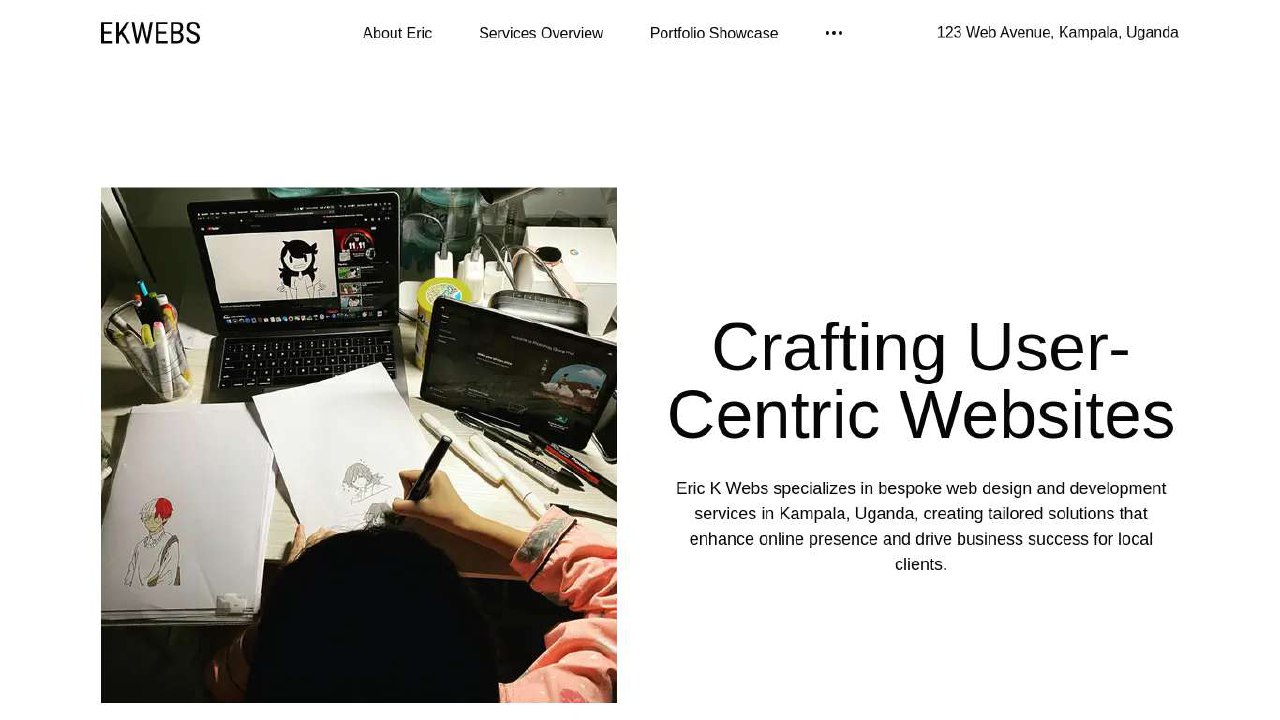 EKWEBS
About Eric
Services Overview
Portfolio Showcase
123 Web Avenue, Kampala, Uganda
Crafting User-
Centric Websites
Eric K Webs specializes in bespoke web design and development
services in Kampala, Uganda, creating tailored solutions that
enhance online presence and drive business success for local
clients.